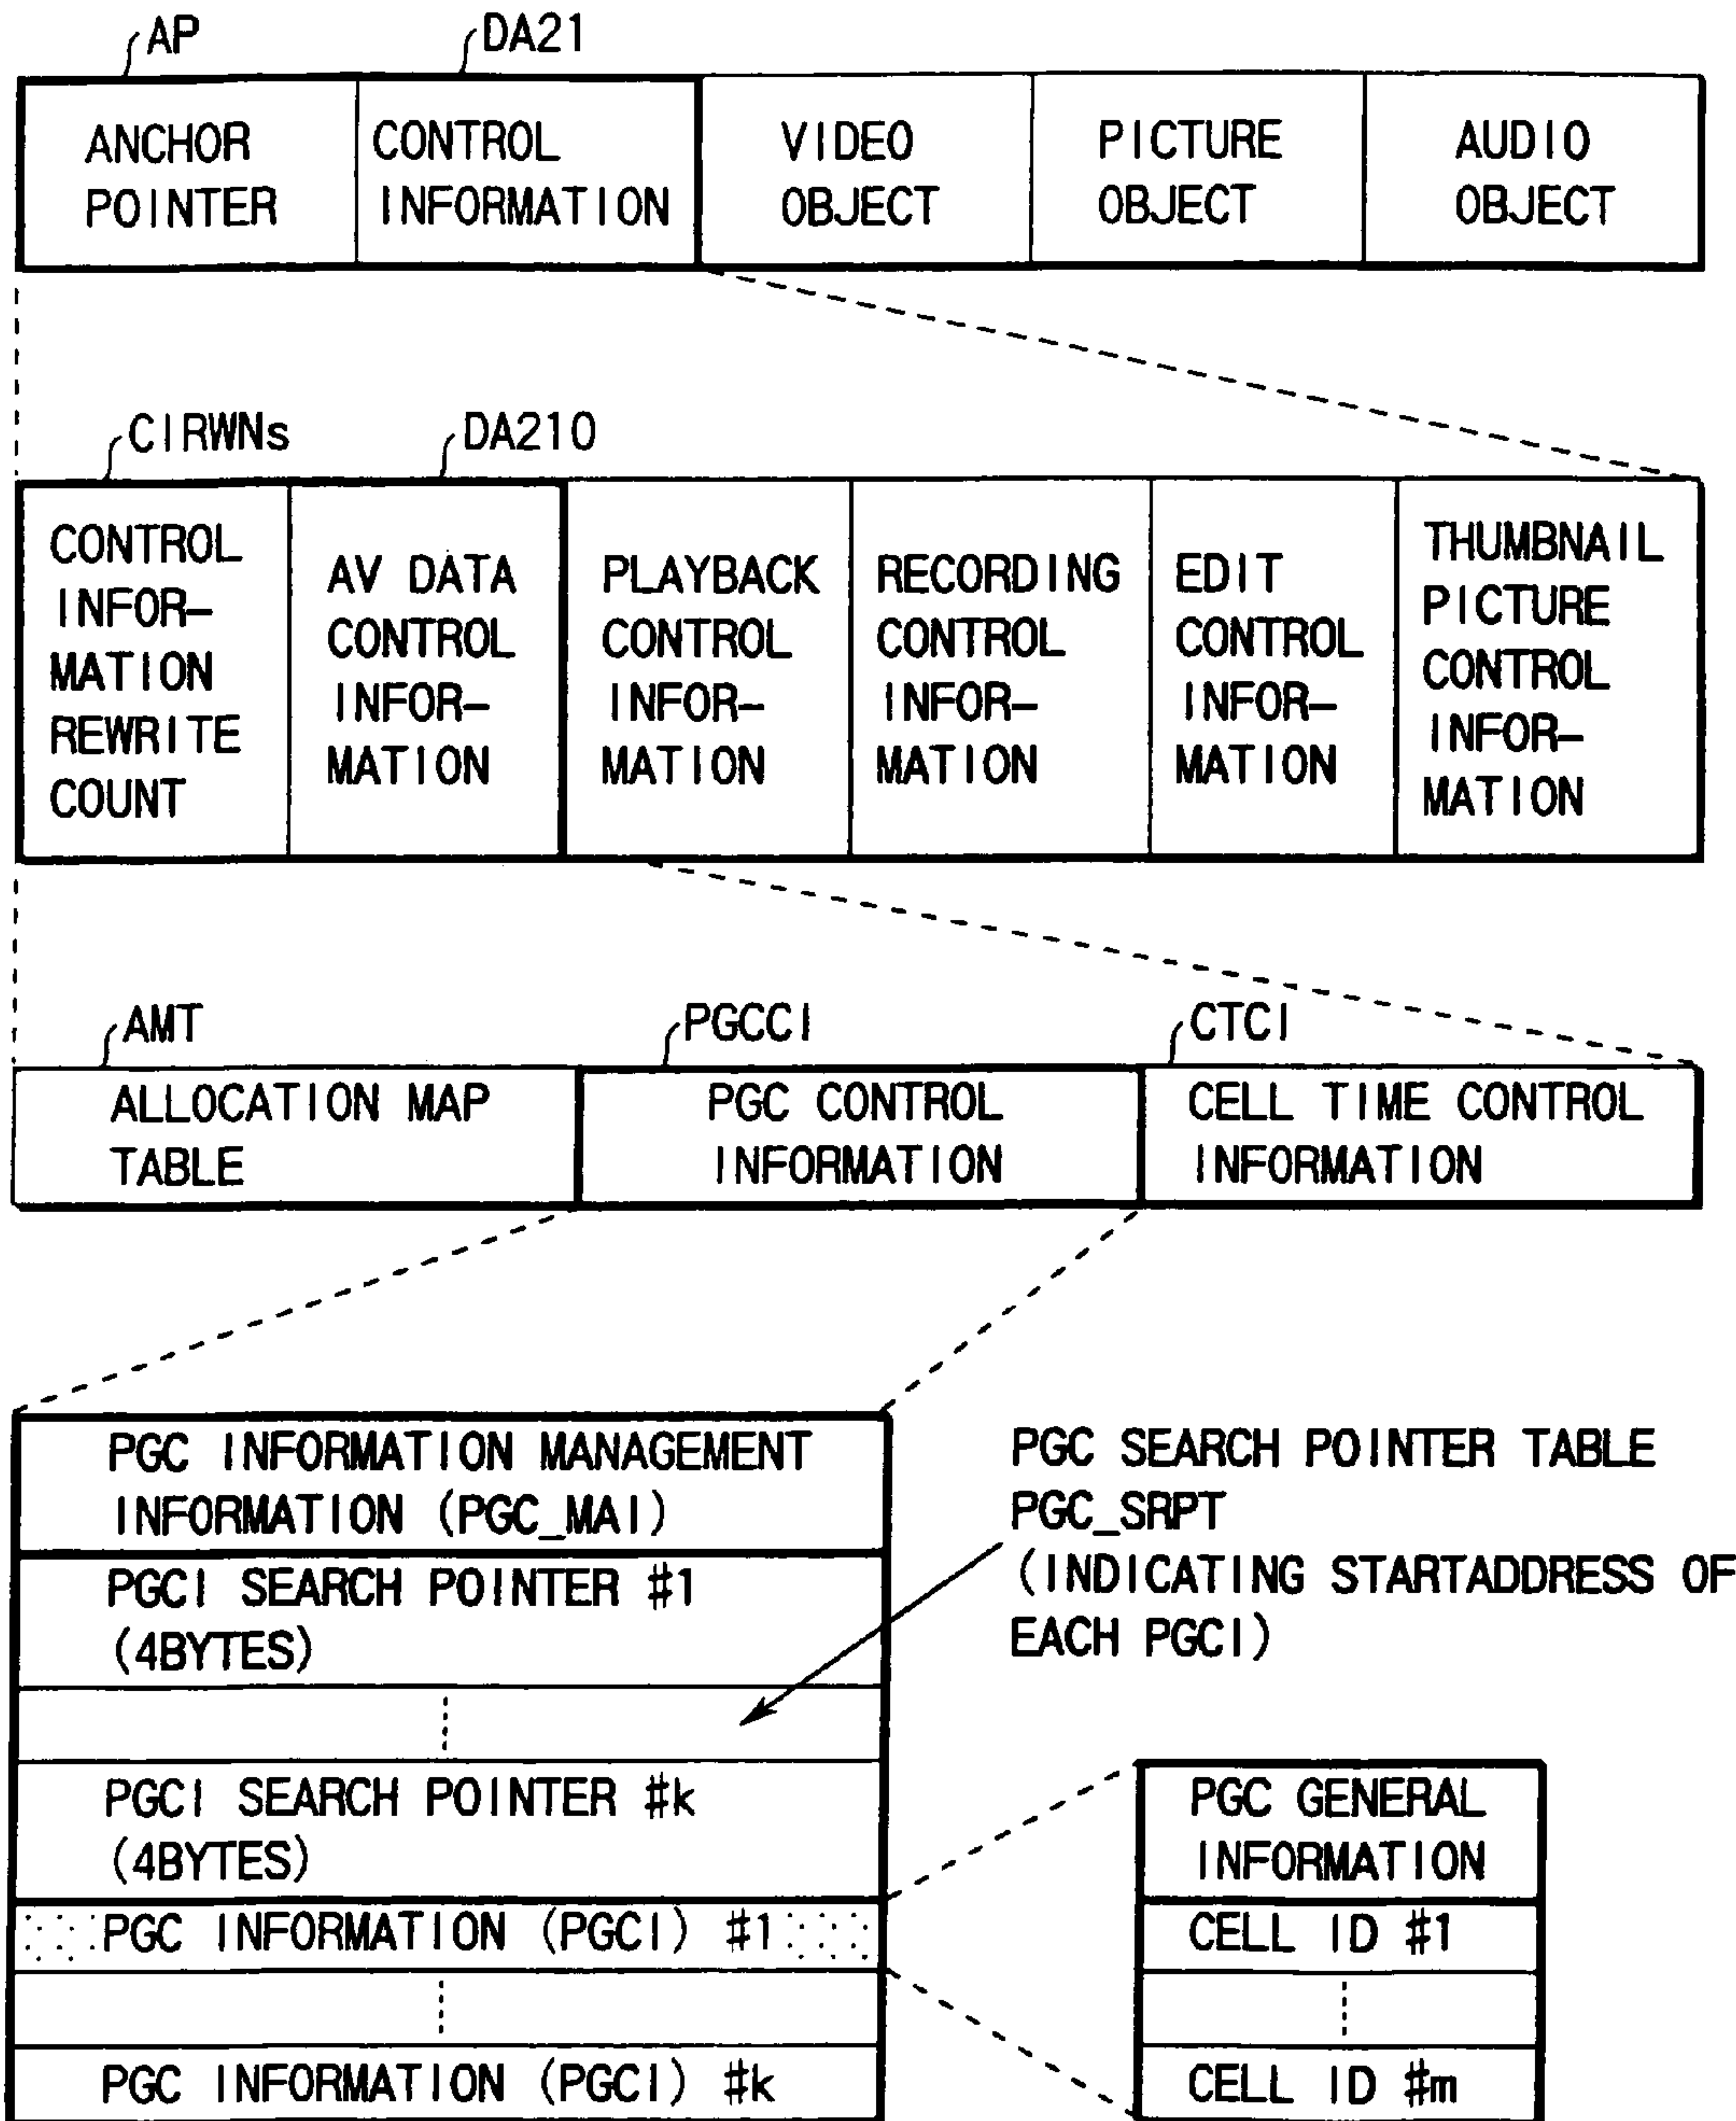 AP
DA21
ANCHOR
POINTER
CONTROL
INFORMATION
VIDEO
OBJECT
PICTURE
OBJECT
AUDIO
OBJECT
CIRWNs
DA210
CONTROL
INFOR-
MATION
REWRITE
COUNT
AV DATA
CONTROL
INFOR-
MATION
PLAYBACK
CONTROL
INFOR-
MATION
RECORDING
CONTROL
INFOR-
MATION
EDIT
CONTROL
INFOR-
MATION
THUMBNAIL
PICTURE
CONTROL
INFOR-
MATION
AMT
PGCCI
CTCI
ALLOCATION MAP
TABLE
PGC CONTROL
INFORMATION
CELL TIME CONTROL
INFORMATION
PGC INFORMATION MANAGEMENT
INFORMATION (PGC_MAI)
PGCI SEARCH POINTER #1
(4BYTES)
PGCI SEARCH POINTER #k
(4BYTES)
PGC INFORMATION (PGCI) #1
PGC INFORMATION (PGCI) #k
PGC SEARCH POINTER TABLE
PGC_SRPT
(INDICATING STARTADDRESS OF
EACH PGCI)
PGC GENERAL
INFORMATION
CELL ID #1
CELL ID #m